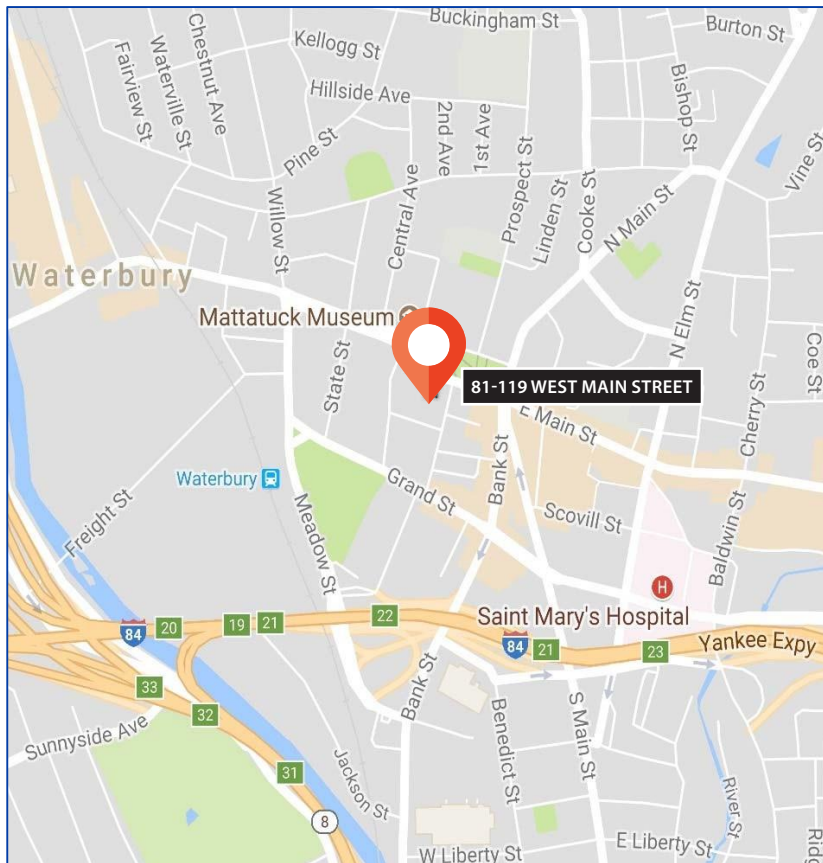 Buckingham St
Burton St
Kellogg St
Chestnut Ave
Waterville St
Fairview St
Hillside Ave
Bishop St
2nd Ave
1st Ave
Pine St
Prospect St
Vine St
Willow St
Central Ave
Linden St
Cooke St
N Main St
Waterbury
Mattatuck Museum
N Elm St
State St
Coe St
81-119 WEST MAIN STREET
E Main St
Cherry St
Bank St
Waterbury
Grand St
Scovill St
Freight St
Meadow St
Baldwin St
H
Saint Mary's Hospital
84
20
19
21
22
84
21
23
Yankee Expy
33
32
Bank St
Sunnyside Ave
Benedict St
S Main St
31
Jackson St
8
River St
W Liberty St
E Liberty St